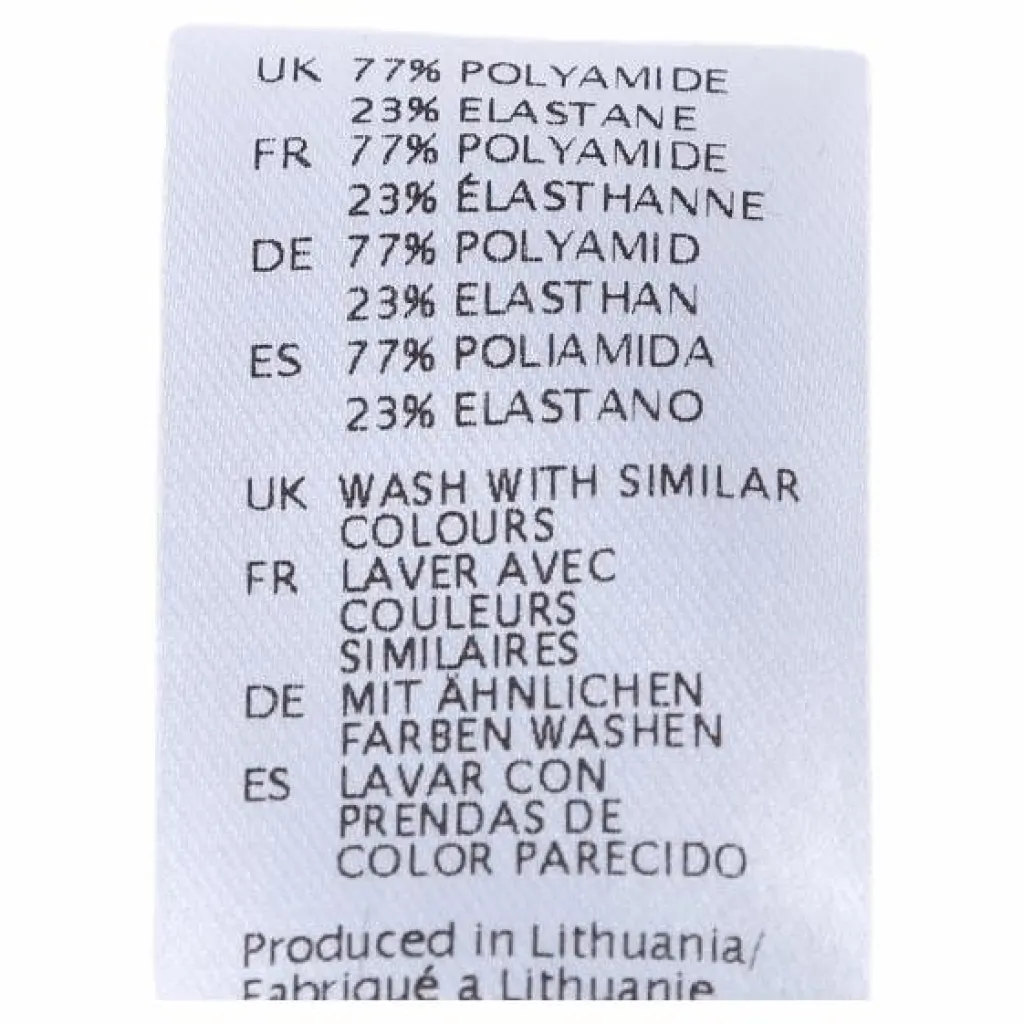 UK 77% POLYAMIDE
23% ELASTANE
FR 77% POLYAMIDE
23% ÉLASTHANNE
DE 77% POLYAMID
23% ELASTHAN
ES 77% POLIAMIDA
23% ELASTANO
UK WASH WITH SIMILAR
COLOURS
FR LAVER AVEC
COULEURS
SIMILAIRES
DE MIT ÄHNLICHEN
FARBEN WASHEN
ES LAVAR CON
PRENDAS DE
COLOR PARECIDO
Produced in Lithuania/
Fabriqué a Lithuanie